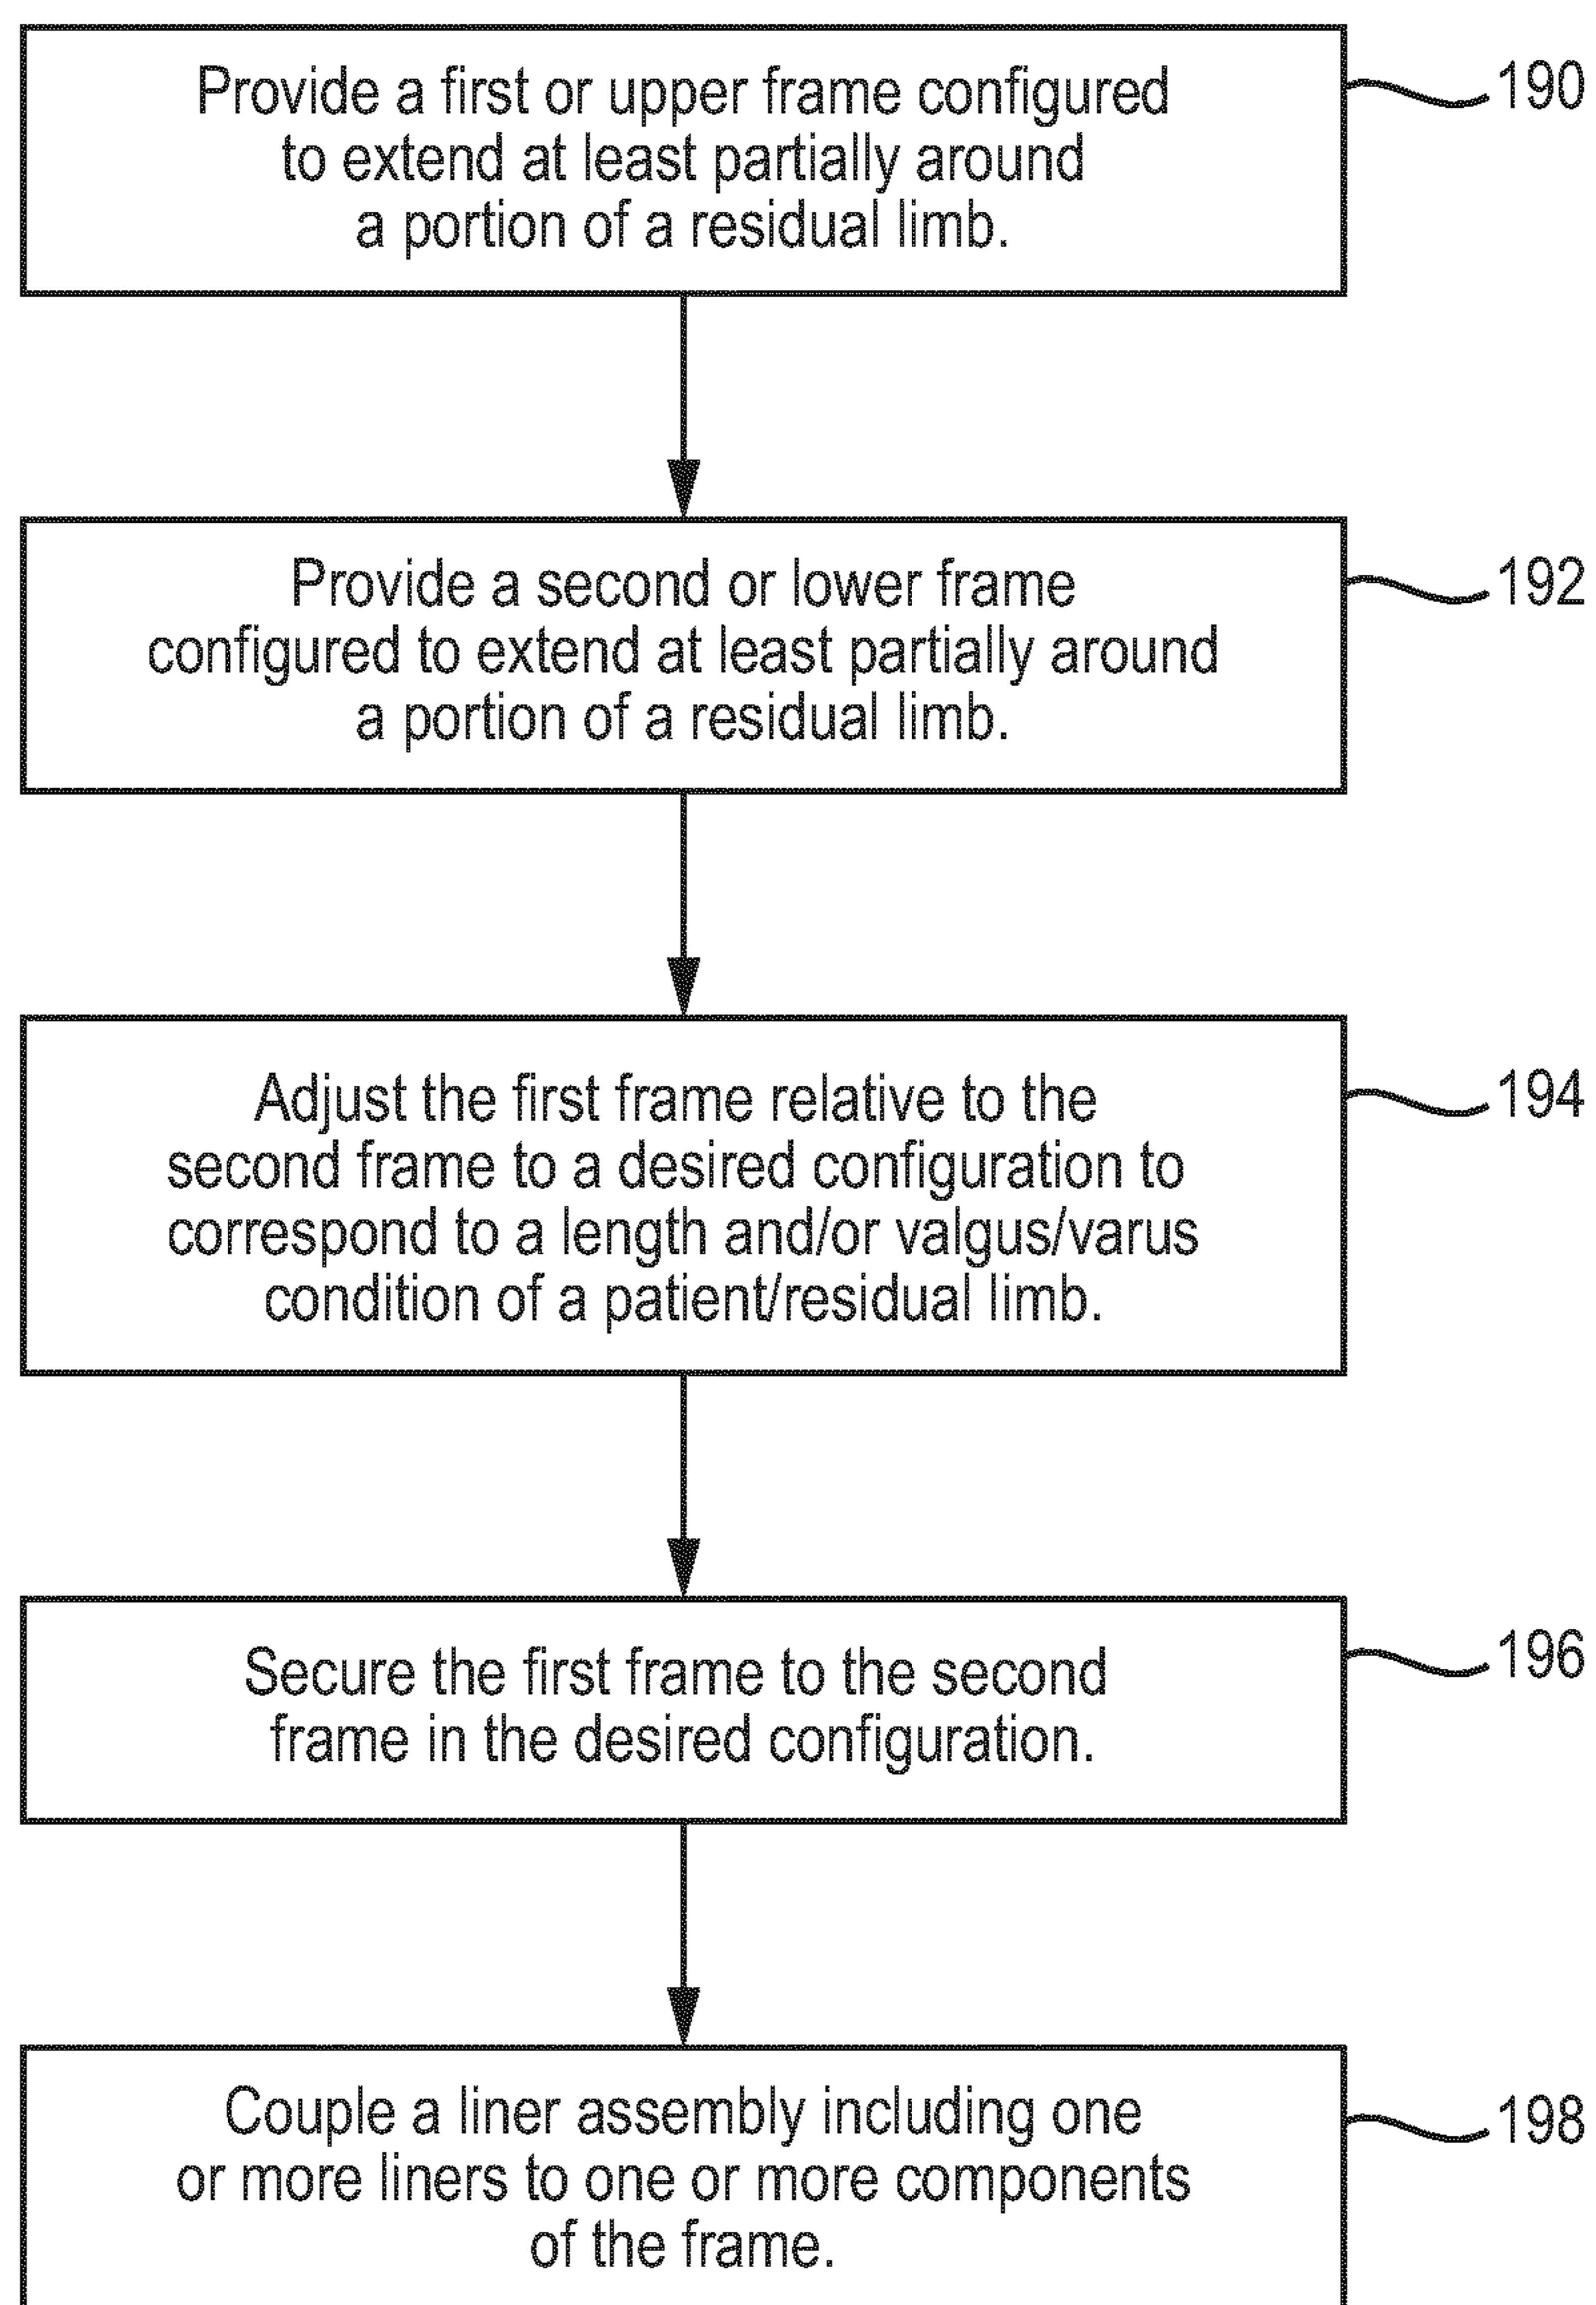 Provide a first or upper frame configured
to extend at least partially around
a portion of a residual limb.
190
Provide a second or lower frame
configured to extend at least partially around
a portion of a residual limb.
192
Adjust the first frame relative to the
second frame to a desired configuration to
correspond to a length and/or valgus/varus
condition of a patient/residual limb.
194
Secure the first frame to the second
frame in the desired configuration.
196
Couple a liner assembly including one
or more liners to one or more components
of the frame.
198